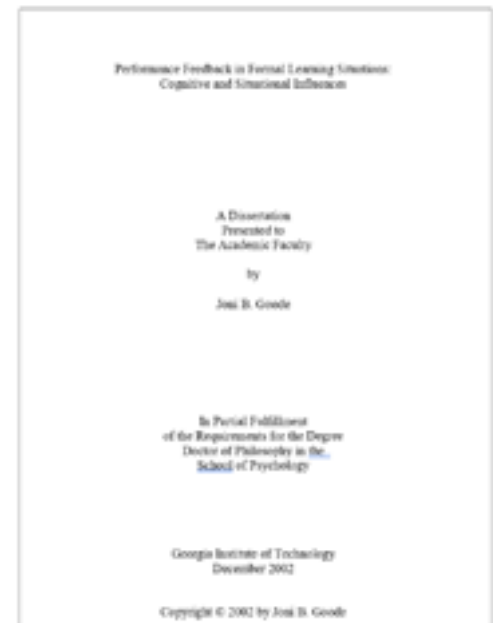 Performance Feedback in Formal Learning Situations:
Cognitive and Situational Influences
A Dissertation
Presented to
The Academic Faculty
by
Joni B. Goode
In Partial Fulfillment
of the Requirements for the Degree
Doctor of Philosophy in the
School of Psychology
Georgia Institute of Technology
December 2002
Copyright © 2002 by Joni B. Goode